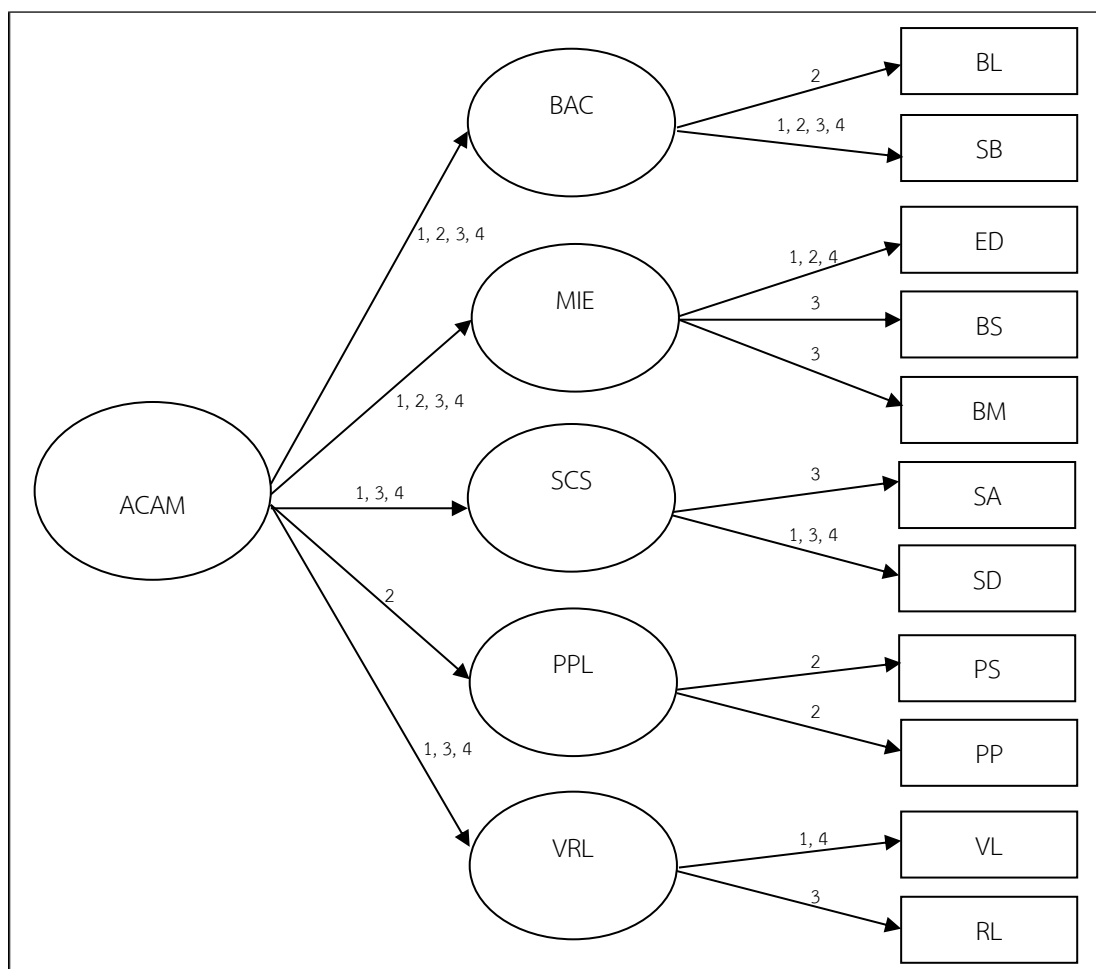 BL
2
BAC
1, 2, 3, 4
SB
1, 2, 3, 4
ED
1, 2, 4
MIE
3
BS
3
1, 2, 3, 4
BM
SCS
3
SA
1, 3, 4
ACAM
1, 3, 4
SD
2
PPL
2
PS
2
PP
1, 3, 4
VRL
1, 4
VL
3
RL